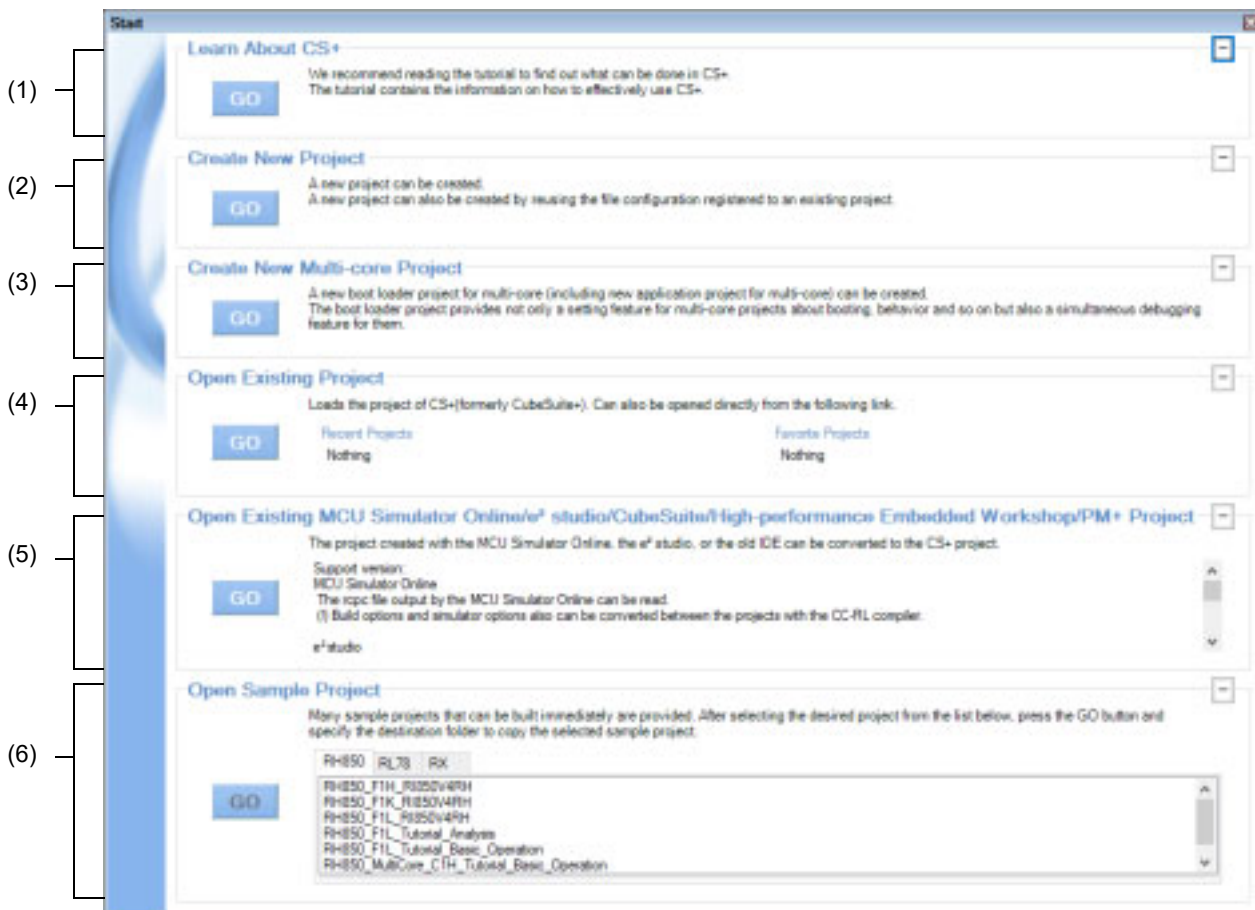 Start
(1)
Learn About CS+
GO
We recommend reading the tutorial to find out what can be done in CS+.
The tutorial contains the information on how to effectively use CS+.
(2)
Create New Project
GO
A new project can be created.
A new project can also be created by reusing the file configuration registered to an existing project.
(3)
Create New Multi-core Project
GO
A new boot loader project for multi-core (including new application project for multi-core) can be created.
The boot loader project provides not only a setting feature for multi-core projects about booting, behavior and so on but also a simultaneous debugging
feature for them.
(4)
Open Existing Project
GO
Loads the project of CS+(formerly CubeSuite+). Can also be opened directly from the following link.
Recent Projects
Nothing
Favorite Projects
Nothing
(5)
Open Existing MCU Simulator Online/e² studio/CubeSuite/High-performance Embedded Workshop/PM+ Project
GO
The project created with the MCU Simulator Online, the e² studio, or the old IDE can be converted to the CS+ project.
Support version:
MCU Simulator Online
The rcpc file output by the MCU Simulator Online can be read.
(!) Build options and simulator options also can be converted between the projects with the CC-RL compiler.
e² studio
(6)
Open Sample Project
GO
Many sample projects that can be built immediately are provided. After selecting the desired project from the list below, press the GO button and
specify the destination folder to copy the selected sample project.
RH850 RL78 RX
RH850_F1H_RI850V4RH
RH850_F1K_RI850V4RH
RH850_F1L_RI850V4RH
RH850_F1L_Tutorial_Analysis
RH850_F1L_Tutorial_Basic_Operation
RH850_MultiCore_C1H_Tutorial_Basic_Operation